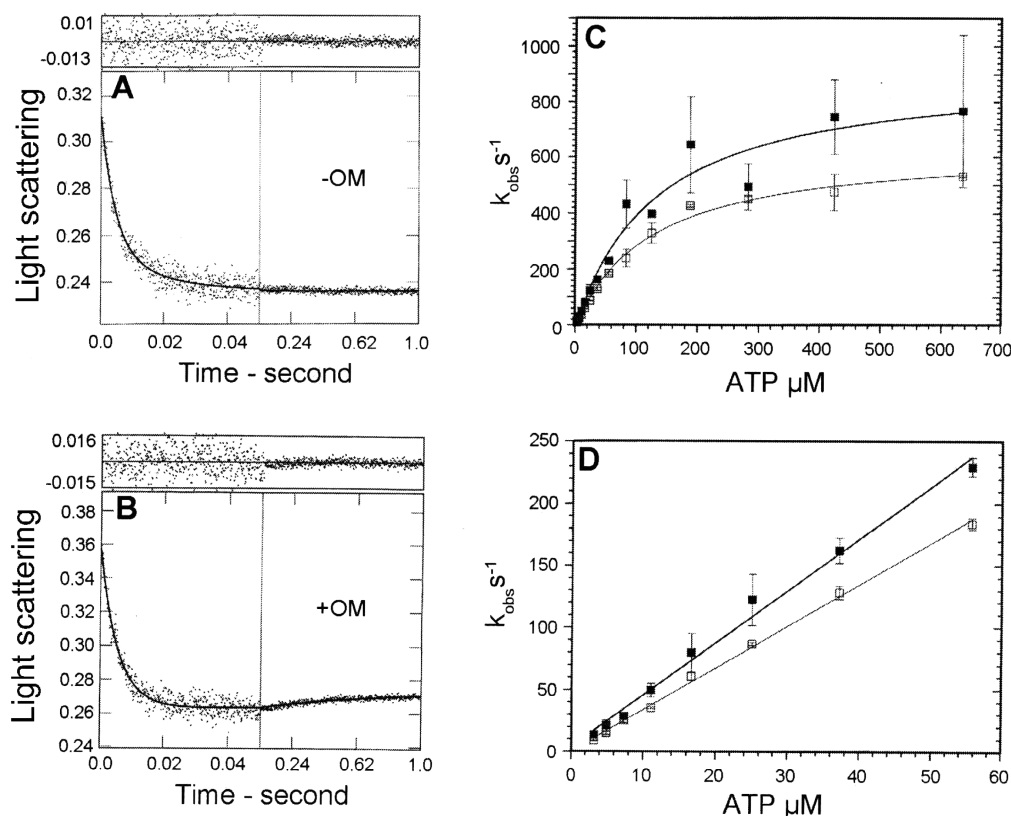 0.01
-0.013
A
0.32
0.30
0.28
0.26
0.24
Light scattering
-OM
0.0 0.02 0.04 0.24 0.62 1.0
Time - second
0.016
-0.015
B
0.38
0.36
0.34
0.32
0.30
0.28
0.26
0.24
Light scattering
+OM
0.0 0.02 0.04 0.24 0.62 1.0
Time - second
C
1000
800
600
400
200
0
kobs s-1
0 100 200 300 400 500 600 700
ATP µM
D
250
200
150
100
50
0
kobs s-1
0 10 20 30 40 50 60
ATP µM